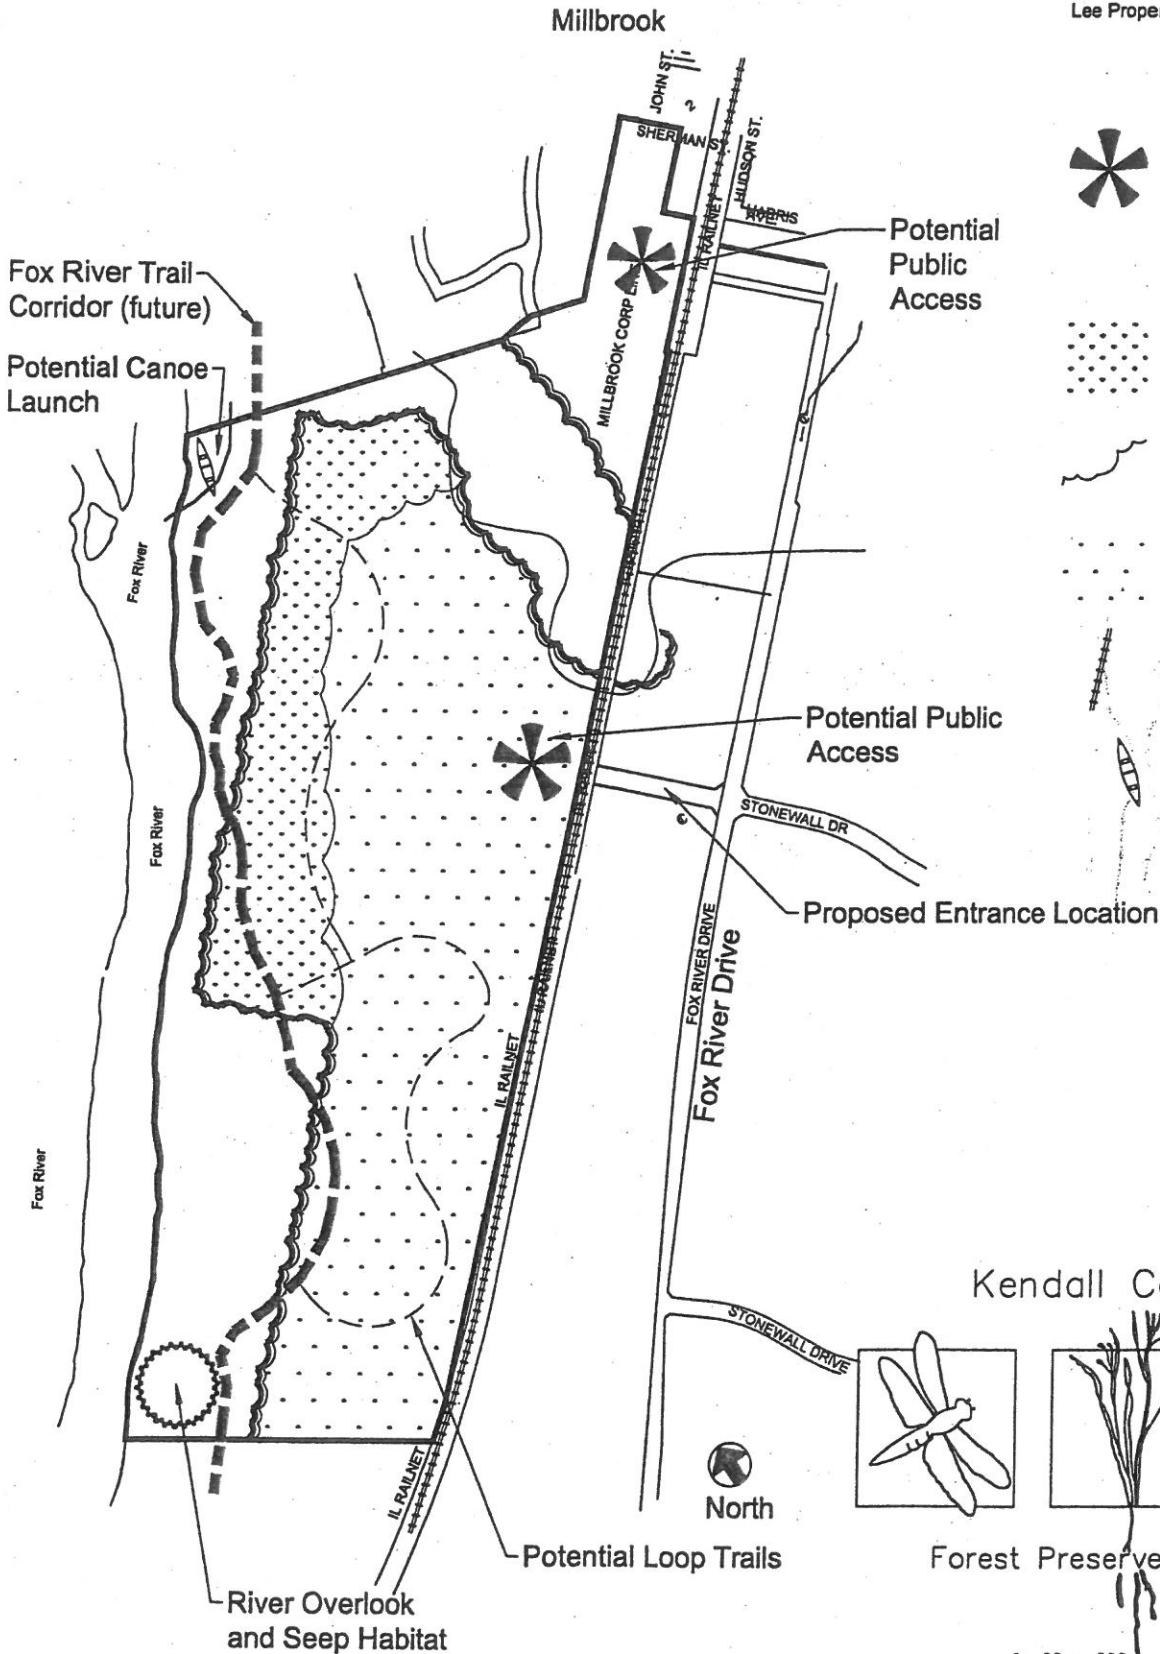 Millbrook
Lee Proper
JOHN ST.
SHERMAN S
HUDSON ST.
HARRIS
AVE
IL RAILNET
Potential
Public
Access
Fox River Trail
Corridor (future)
Potential Canoe
Launch
MILLBROOK CORP
Fox River
Potential Public
Access
STONEWALL DR
Fox River
Proposed Entrance Location
FOX RIVER DRIVE
Fox River Drive
IL RAILNET
Fox River
Kendall Co
STONEWALL DRIVE
North
IL RAILNET
Potential Loop Trails
Forest Preserve
River Overlook
and Seep Habitat